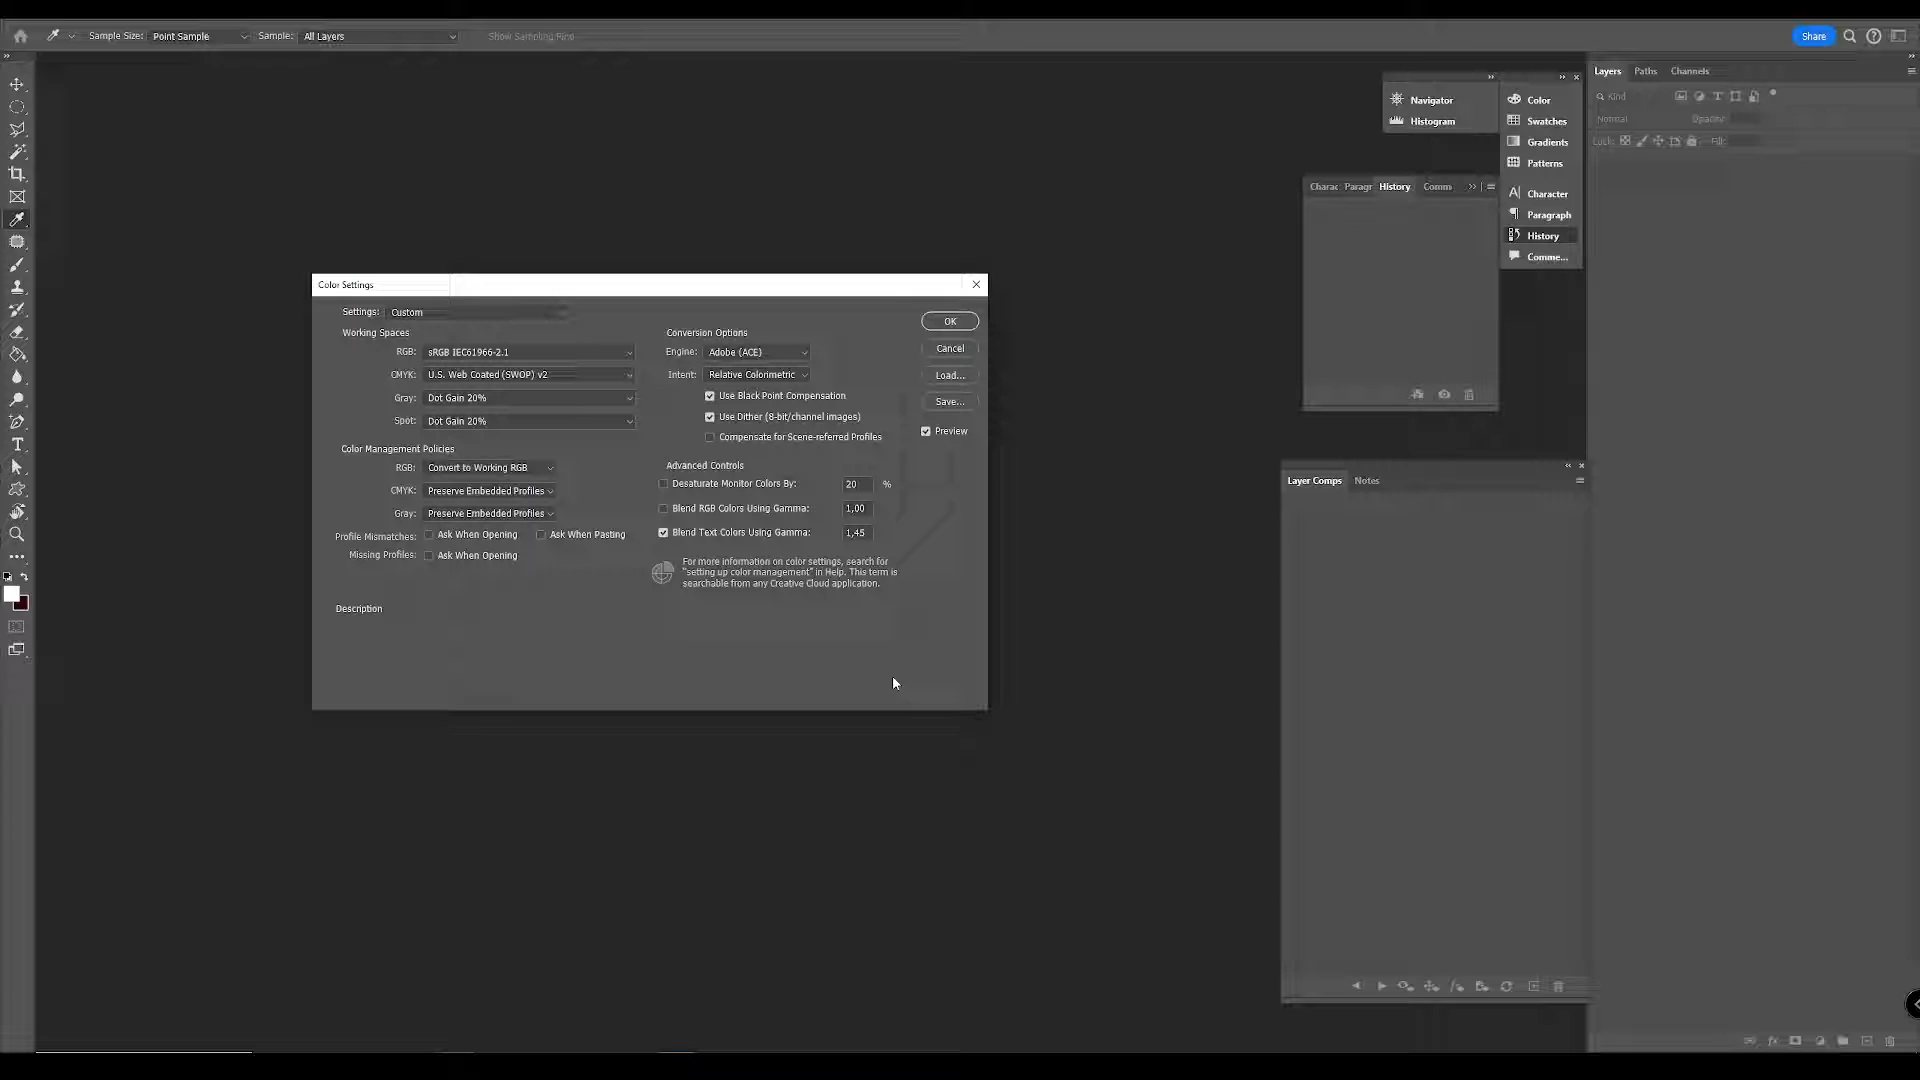 Sample Size: Point Sample Sample: All Layers Show Sampling Ring
Share
Navigator
Histogram
Color
Swatches
Gradients
Patterns
Character
Paragraph
History
Comme...
Charac Paragr History Comm
Layers Paths Channels
Kind
Normal Opacity:
Lock: Fill:
Color Settings
Settings: Custom
Working Spaces
RGB: sRGB IEC61966-2.1
CMYK: U.S. Web Coated (SWOP) v2
Gray: Dot Gain 20%
Spot: Dot Gain 20%
Color Management Policies
RGB: Convert to Working RGB
CMYK: Preserve Embedded Profiles
Gray: Preserve Embedded Profiles
Profile Mismatches: Ask When Opening Ask When Pasting
Missing Profiles: Ask When Opening
Description
Conversion Options
Engine: Adobe (ACE)
Intent: Relative Colorimetric
Use Black Point Compensation
Use Dither (8-bit/channel images)
Compensate for Scene-referred Profiles
Advanced Controls
Desaturate Monitor Colors By: 20 %
Blend RGB Colors Using Gamma: 1,00
Blend Text Colors Using Gamma: 1,45
For more information on color settings, search for
"setting up color management" in Help. This term is
searchable from any Creative Cloud application.
OK
Cancel
Load...
Save...
Preview
Layer Comps Notes